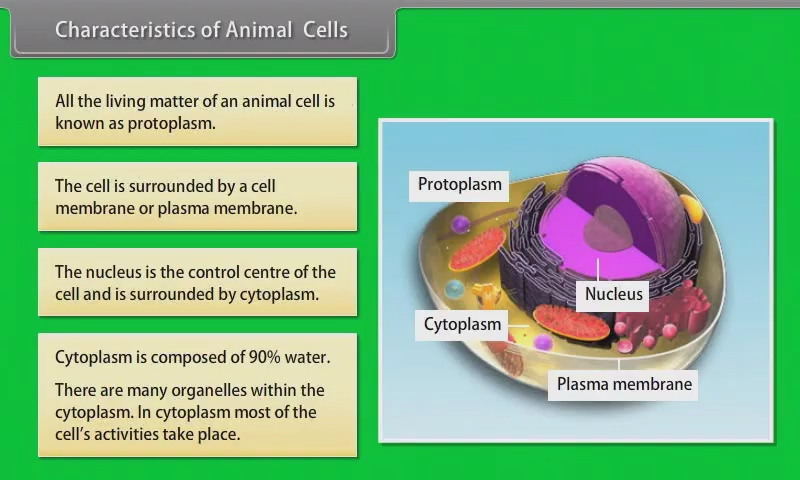 Characteristics of Animal Cells
All the living matter of an animal cell is
known as protoplasm.
The cell is surrounded by a cell
membrane or plasma membrane.
The nucleus is the control centre of the
cell and is surrounded by cytoplasm.
Cytoplasm is composed of 90% water.
There are many organelles within the
cytoplasm. In cytoplasm most of the
cell's activities take place.
Protoplasm
Nucleus
Cytoplasm
Plasma membrane